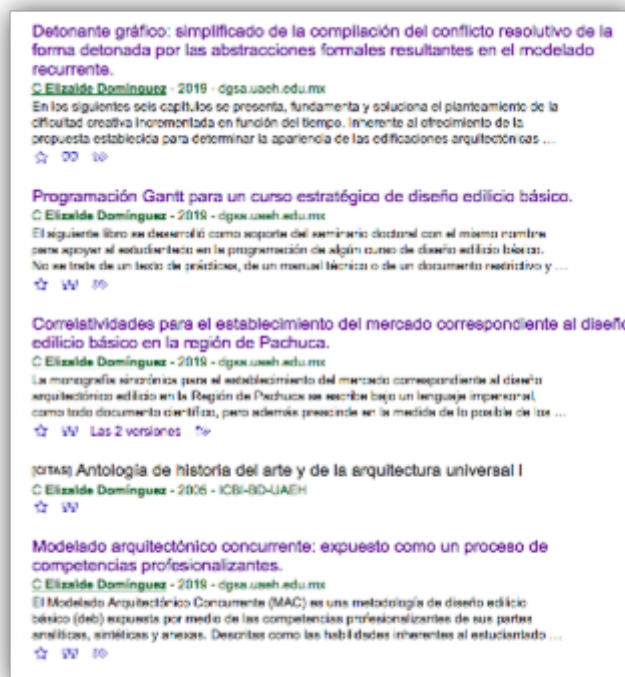 Detonante gráfico: simplificado de la compilación del conflicto resolutivo de la
forma detonada por las abstracciones formales resultantes en el modelado
recurrente.
C Elizalde Domínguez - 2019 - dgsa.uaeh.edu.mx
En los siguientes seis capítulos se presenta, fundamenta y soluciona el planteamiento de la
dificultad creativa incrementada en función del tiempo. Inherente al ofrecimiento de la
propuesta establecida para determinar la apariencia de las edificaciones arquitectónicas ...
Programación Gantt para un curso estratégico de diseño edilicio básico.
C Elizalde Domínguez - 2019 - dgsa.uaeh.edu.mx
El siguiente libro se desarrolló como soporte del seminario doctoral con el mismo nombre
para apoyar al estudiantado en la programación de algún curso de diseño edilicio básico.
No se trata de un texto de prácticas, de un manual técnico o de un documento restrictivo y ...
Correlatividades para el establecimiento del mercado correspondiente al diseño
edilicio básico en la región de Pachuca.
C Elizalde Domínguez - 2019 - dgsa.uaeh.edu.mx
La monografía sincrónica para el establecimiento del mercado correspondiente al diseño
arquitectónico edilicio en la Región de Pachuca se escribe bajo un lenguaje impersonal,
como todo documento científico, pero además prescinde en la medida de lo posible de los ...
Las 2 versiones
[CITAS] Antología de historia del arte y de la arquitectura universal I
C Elizalde Domínguez - 2005 - ICBI-BD-UAEH
Modelado arquitectónico concurrente: expuesto como un proceso de
competencias profesionalizantes.
C Elizalde Domínguez - 2019 - dgsa.uaeh.edu.mx
El Modelado Arquitectónico Concurrente (MAC) es una metodología de diseño edilicio
básico (deb) expuesta por medio de las competencias profesionalizantes de sus partes
analíticas, sintéticas y anexas. Descritas como las habilidades inherentes al estudiantado ...